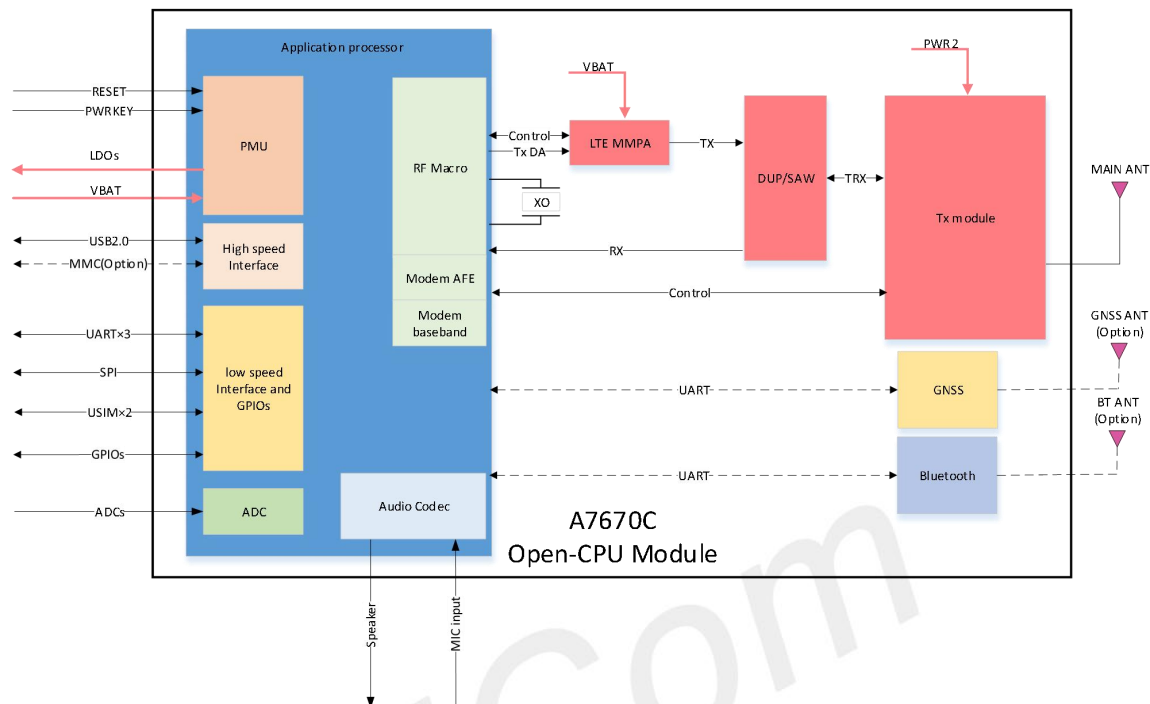 Application processor
RESET
PWRKEY
LDOs
VBAT
PMU
USB2.0
MMC(Option)
High speed
Interface
UART×3
SPI
USIM×2
GPIOs
low speed
Interface and
GPIOs
ADCs
ADC
RF Macro
Modem AFE
Modem
baseband
Audio Codec
Speaker
MIC input
Control
Tx DA
XO
VBAT
LTE MMPA
TX
DUP/SAW
TRX
RX
Control
PWR2
Tx module
MAIN ANT
UART
GNSS
GNSS ANT
(Option)
UART
Bluetooth
BT ANT
(Option)
A7670C
Open-CPU Module
Com